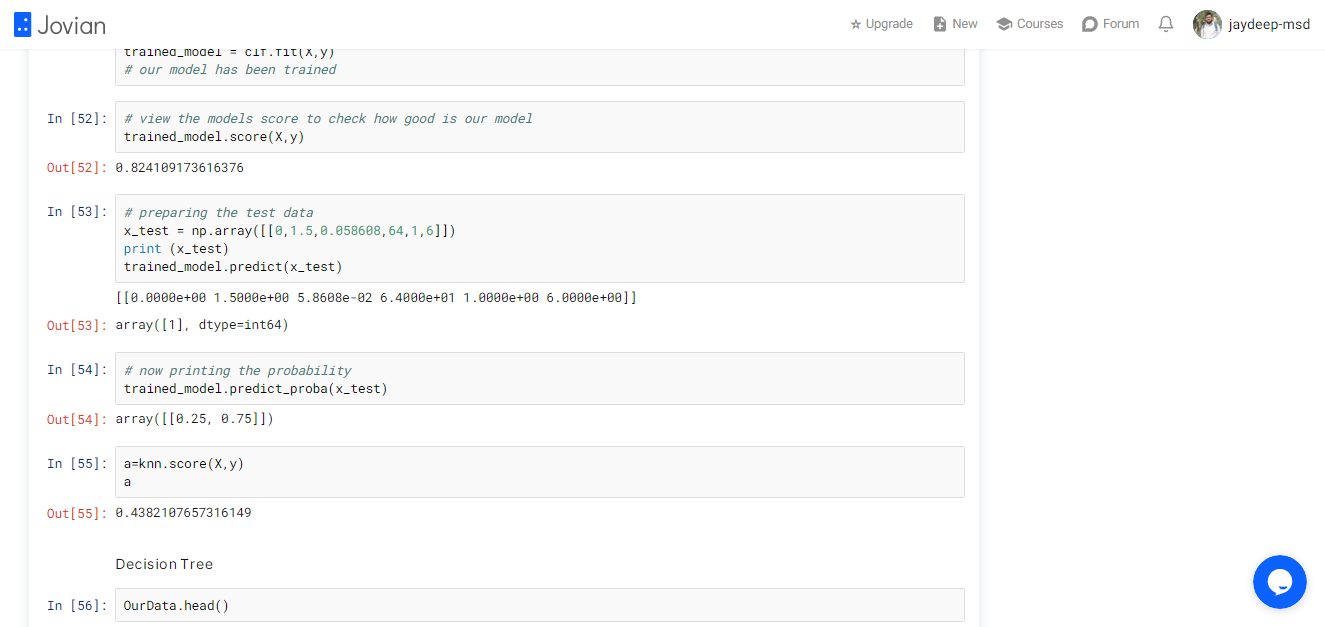 Jovian
Upgrade
New
Courses
Forum
jaydeep-msd
trained_model = clf.fit(X,y)
# our model has been trained
In [52]:
# view the models score to check how good is our model
trained_model.score(X,y)
Out[52]: 0.824109173616376
In [53]:
# preparing the test data
x_test = np.array([[0,1.5,0.058608,64,1,6]])
print (x_test)
trained_model.predict(x_test)
[[0.0000e+00 1.5000e+00 5.8608e-02 6.4000e+01 1.0000e+00 6.0000e+00]]
Out[53]: array([1], dtype=int64)
In [54]:
# now printing the probability
trained_model.predict_proba(x_test)
Out[54]: array([[0.25, 0.75]])
In [55]:
a=knn.score(X,y)
a
Out[55]: 0.4382107657316149
Decision Tree
In [56]: OurData.head()